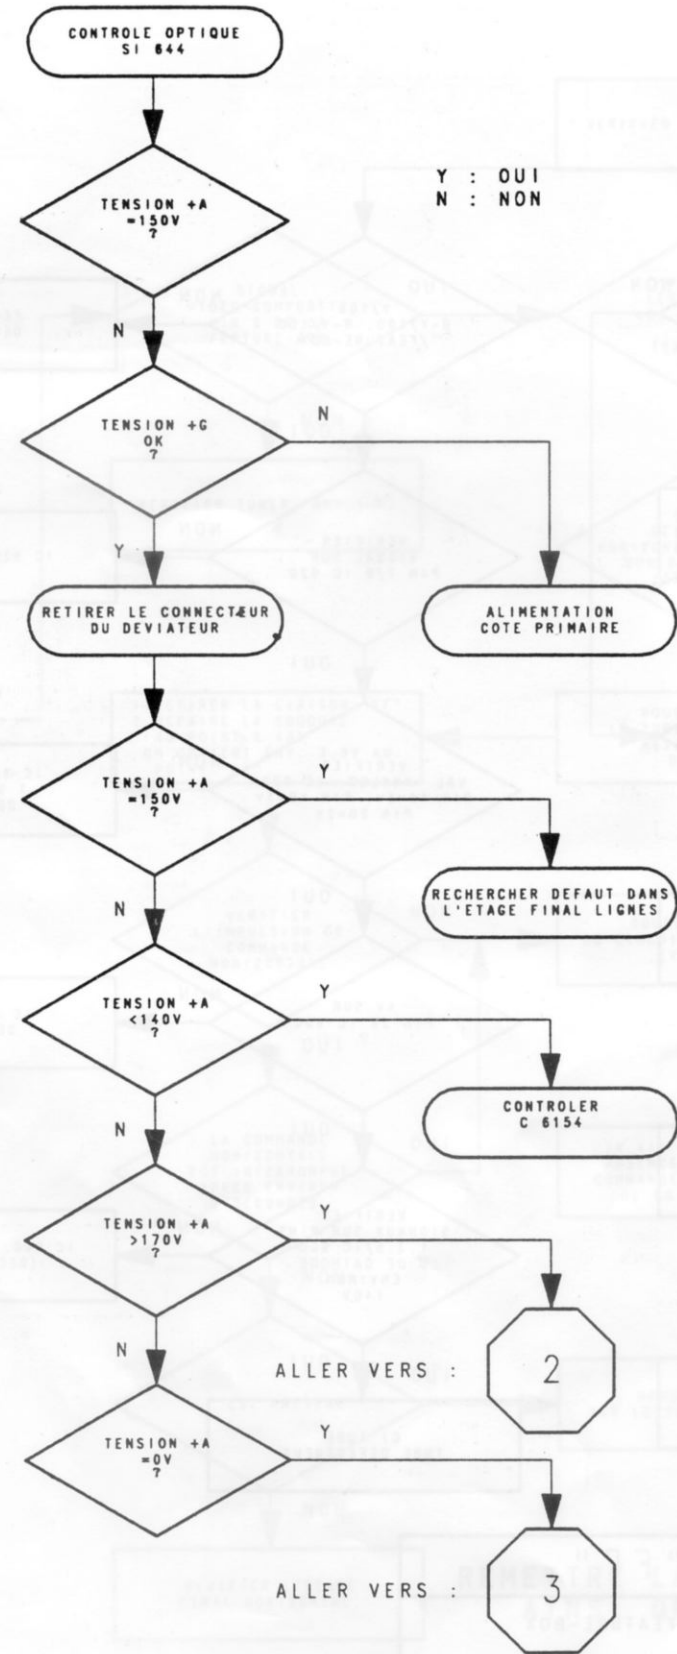 CONTROLE OPTIQUE
SI 644
TENSION +A
=150V
?
Y : OUI
N : NON
N
TENSION +G
OK
?
N
Y
RETIRER LE CONNECTEUR
DU DEVIATEUR
ALIMENTATION
COTE PRIMAIRE
TENSION +A
=150V
?
Y
N
RECHERCHER DEFAUT DANS
L'ETAGE FINAL LIGNES
TENSION +A
<140V
?
Y
N
CONTROLER
C 6154
TENSION +A
>170V
?
Y
N
ALLER VERS :
2
TENSION +A
=0V
?
Y
ALLER VERS :
3